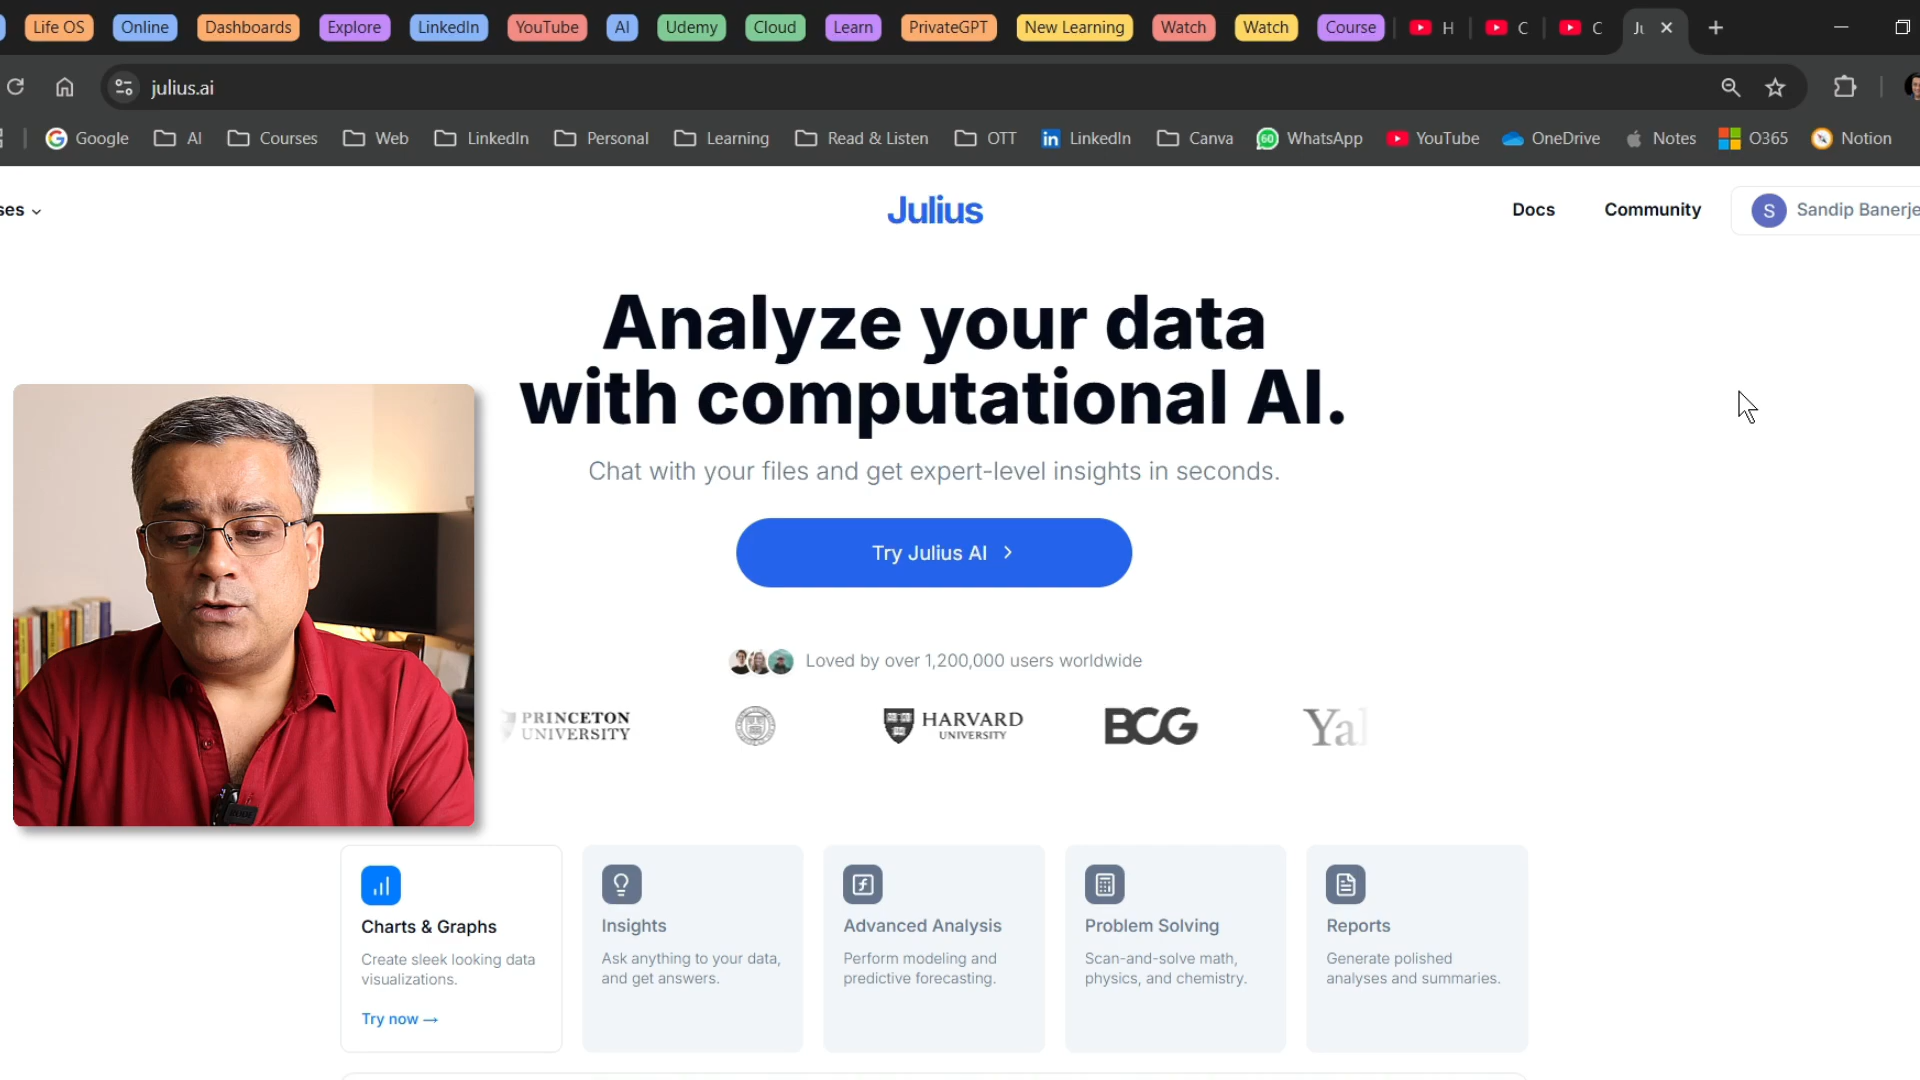 Life OS
Online
Dashboards
Explore
LinkedIn
YouTube
AI
Udemy
Cloud
Learn
PrivateGPT
New Learning
Watch
Watch
Course
H
C
C
julius.ai
Google
AI
Courses
Web
LinkedIn
Personal
Learning
Read & Listen
OTT
LinkedIn
Canva
60
WhatsApp
YouTube
OneDrive
Notes
O365
Notion
ses
Julius
Docs
Community
S
Sandip Banerje
Analyze your data
with computational AI.
Chat with your files and get expert-level insights in seconds.
Try Julius AI
Loved by over 1,200,000 users worldwide
PRINCETON
UNIVERSITY
HARVARD
UNIVERSITY
BCG
Yal
Charts & Graphs
Create sleek looking data
visualizations.
Try now →
Insights
Ask anything to your data,
and get answers.
Advanced Analysis
Perform modeling and
predictive forecasting.
Problem Solving
Scan-and-solve math,
physics, and chemistry.
Reports
Generate polished
analyses and summaries.